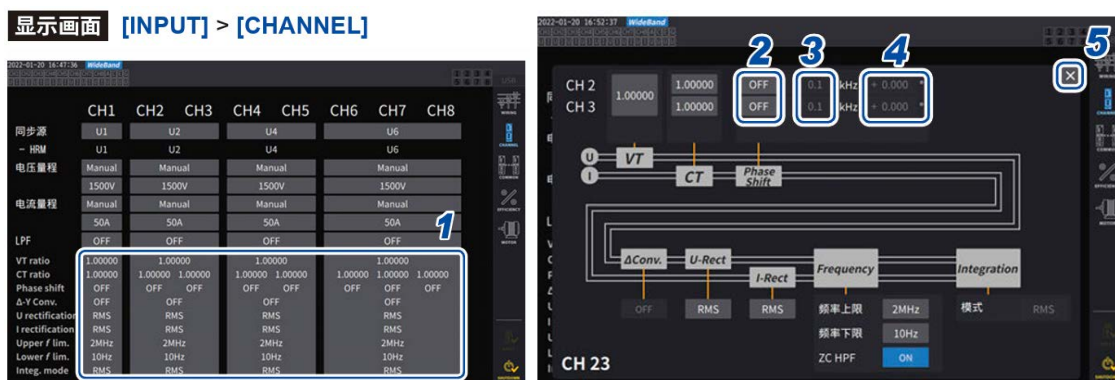 显示画面 [INPUT] > [CHANNEL]
2022-01-20 16:47:36 WideBand
USB
CH1 CH2 CH3 CH4 CH5 CH6 CH7 CH8
同步源 U1 U2 U4 U6
- HRM U1 U2 U4 U6
电压量程 Manual Manual Manual Manual
1500V 1500V 1500V 1500V
电流量程 Manual Manual Manual Manual
50A 50A 50A 50A
1
LPF OFF OFF OFF OFF
VT ratio 1.00000 1.00000 1.00000 1.00000
CT ratio 1.00000 1.00000 1.00000 1.00000 1.00000 1.00000 1.00000 1.00000
Phase shift OFF OFF OFF OFF OFF OFF OFF OFF
Δ-Y Conv. OFF OFF OFF OFF
U rectification RMS RMS RMS RMS
I rectification RMS RMS RMS RMS
Upper f lim. 2MHz 2MHz 2MHz 2MHz
Lower f lim. 10Hz 10Hz 10Hz 10Hz
Integ. mode RMS RMS RMS RMS
WIRING
CHANNEL
COMMON
EFFICIENCY
MOTOR
SHUTDOWN
2022-01-20 16:52:37 WideBand
2 3 4 5
CH 2 1.00000 1.00000 OFF 0.1 kHz + 0.000 °
CH 3 1.00000 OFF 0.1 kHz + 0.000 °
U VT
I CT Phase Shift
ΔConv. U-Rect I-Rect Frequency Integration
OFF RMS RMS 频率上限 2MHz 模式 RMS
频率下限 10Hz
ZC HPF ON
CH 23